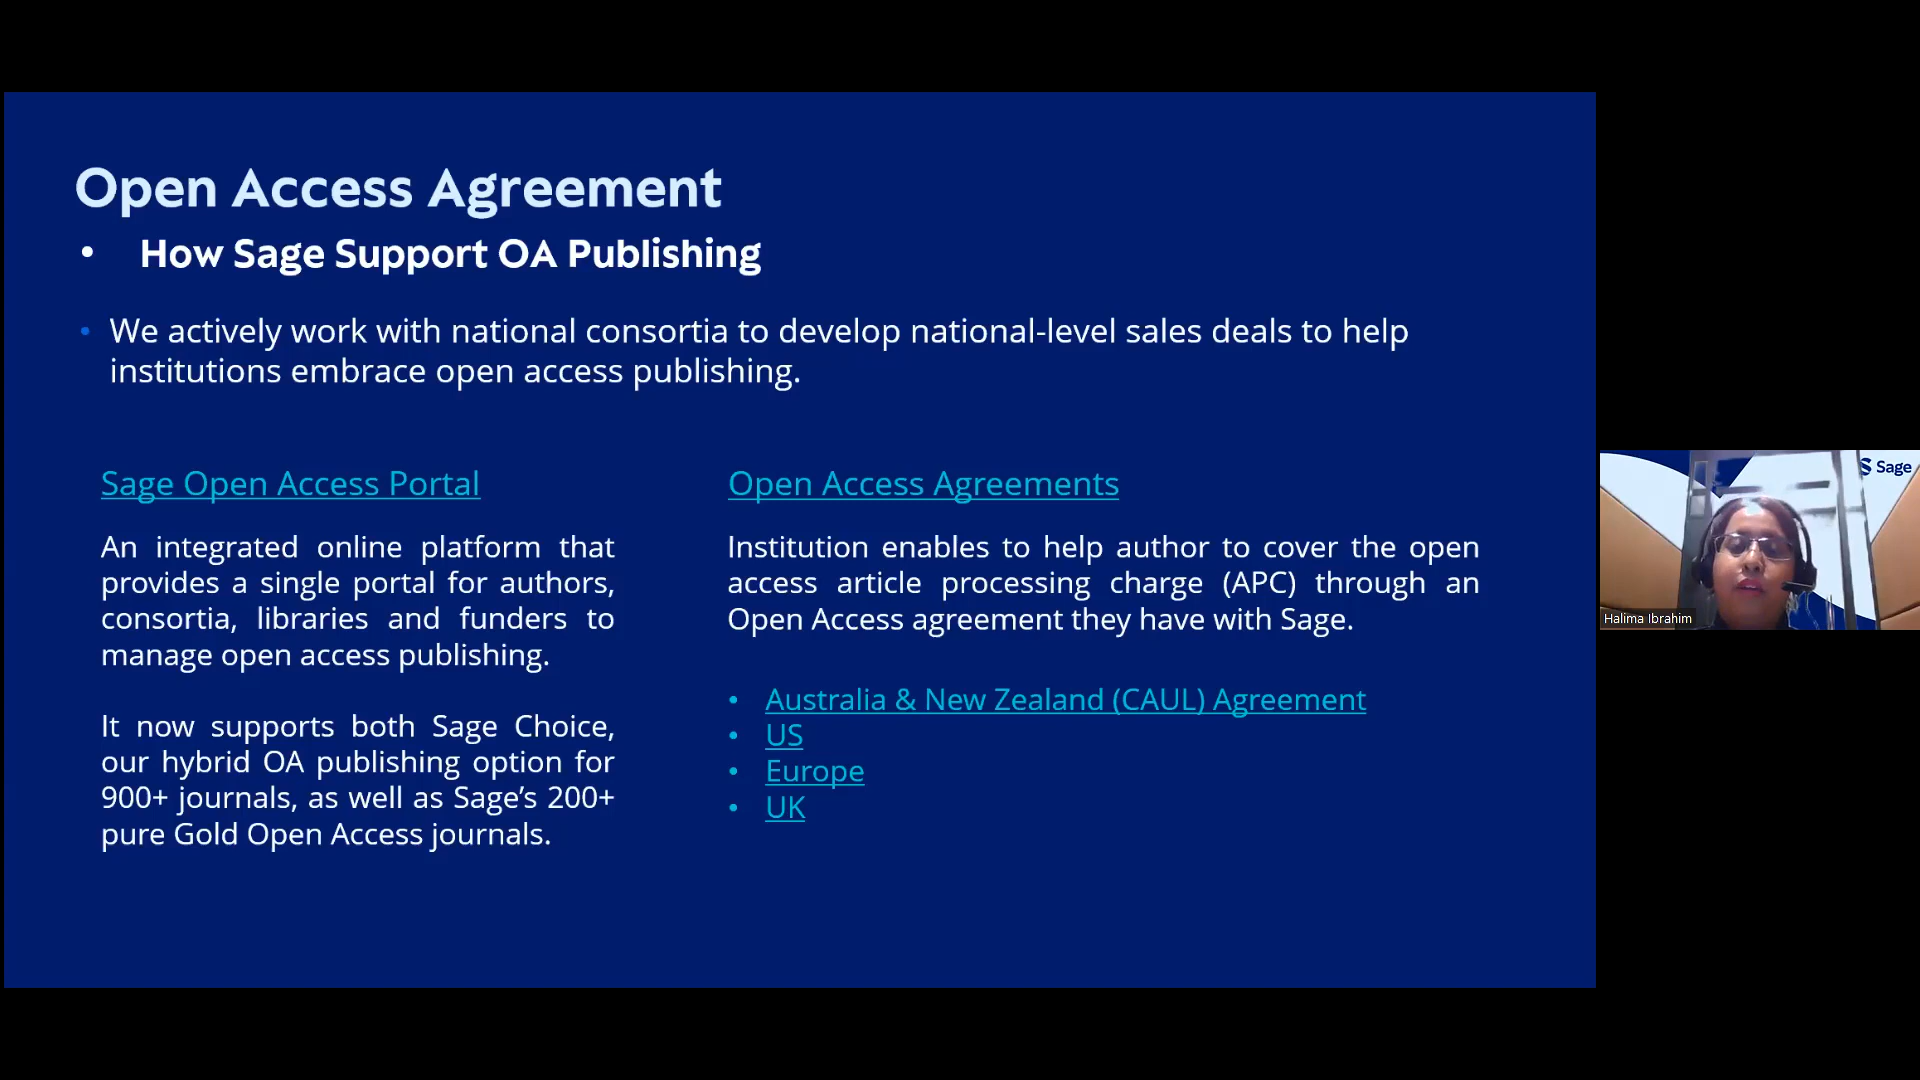 Open Access Agreement
• How Sage Support OA Publishing
• We actively work with national consortia to develop national-level sales deals to help
institutions embrace open access publishing.
Sage Open Access Portal
An integrated online platform that
provides a single portal for authors,
consortia, libraries and funders to
manage open access publishing.
It now supports both Sage Choice,
our hybrid OA publishing option for
900+ journals, as well as Sage’s 200+
pure Gold Open Access journals.
Open Access Agreements
Institution enables to help author to cover the open
access article processing charge (APC) through an
Open Access agreement they have with Sage.
• Australia & New Zealand (CAUL) Agreement
• US
• Europe
• UK
Sage
Halima Ibrahim